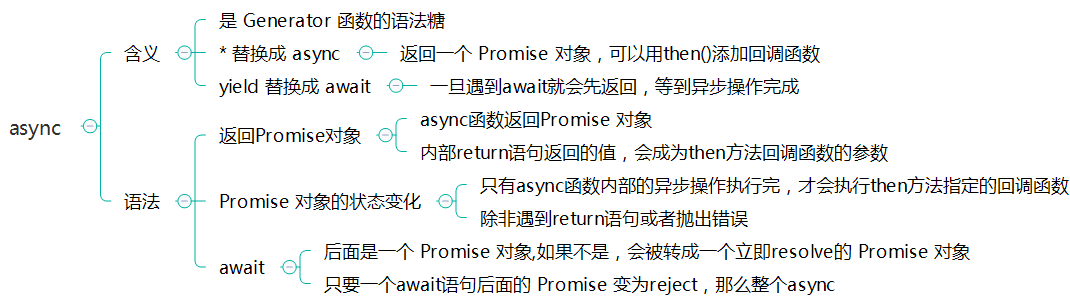 async
含义
是 Generator 函数的语法糖
* 替换成 async
返回一个 Promise 对象，可以用then()添加回调函数
yield 替换成 await
一旦遇到await就会先返回，等到异步操作完成
语法
返回Promise对象
async函数返回Promise 对象
内部return语句返回的值，会成为then方法回调函数的参数
Promise 对象的状态变化
只有async函数内部的异步操作执行完，才会执行then方法指定的回调函数
除非遇到return语句或者抛出错误
await
后面是一个 Promise 对象,如果不是，会被转成一个立即resolve的 Promise 对象
只要一个await语句后面的 Promise 变为reject，那么整个async